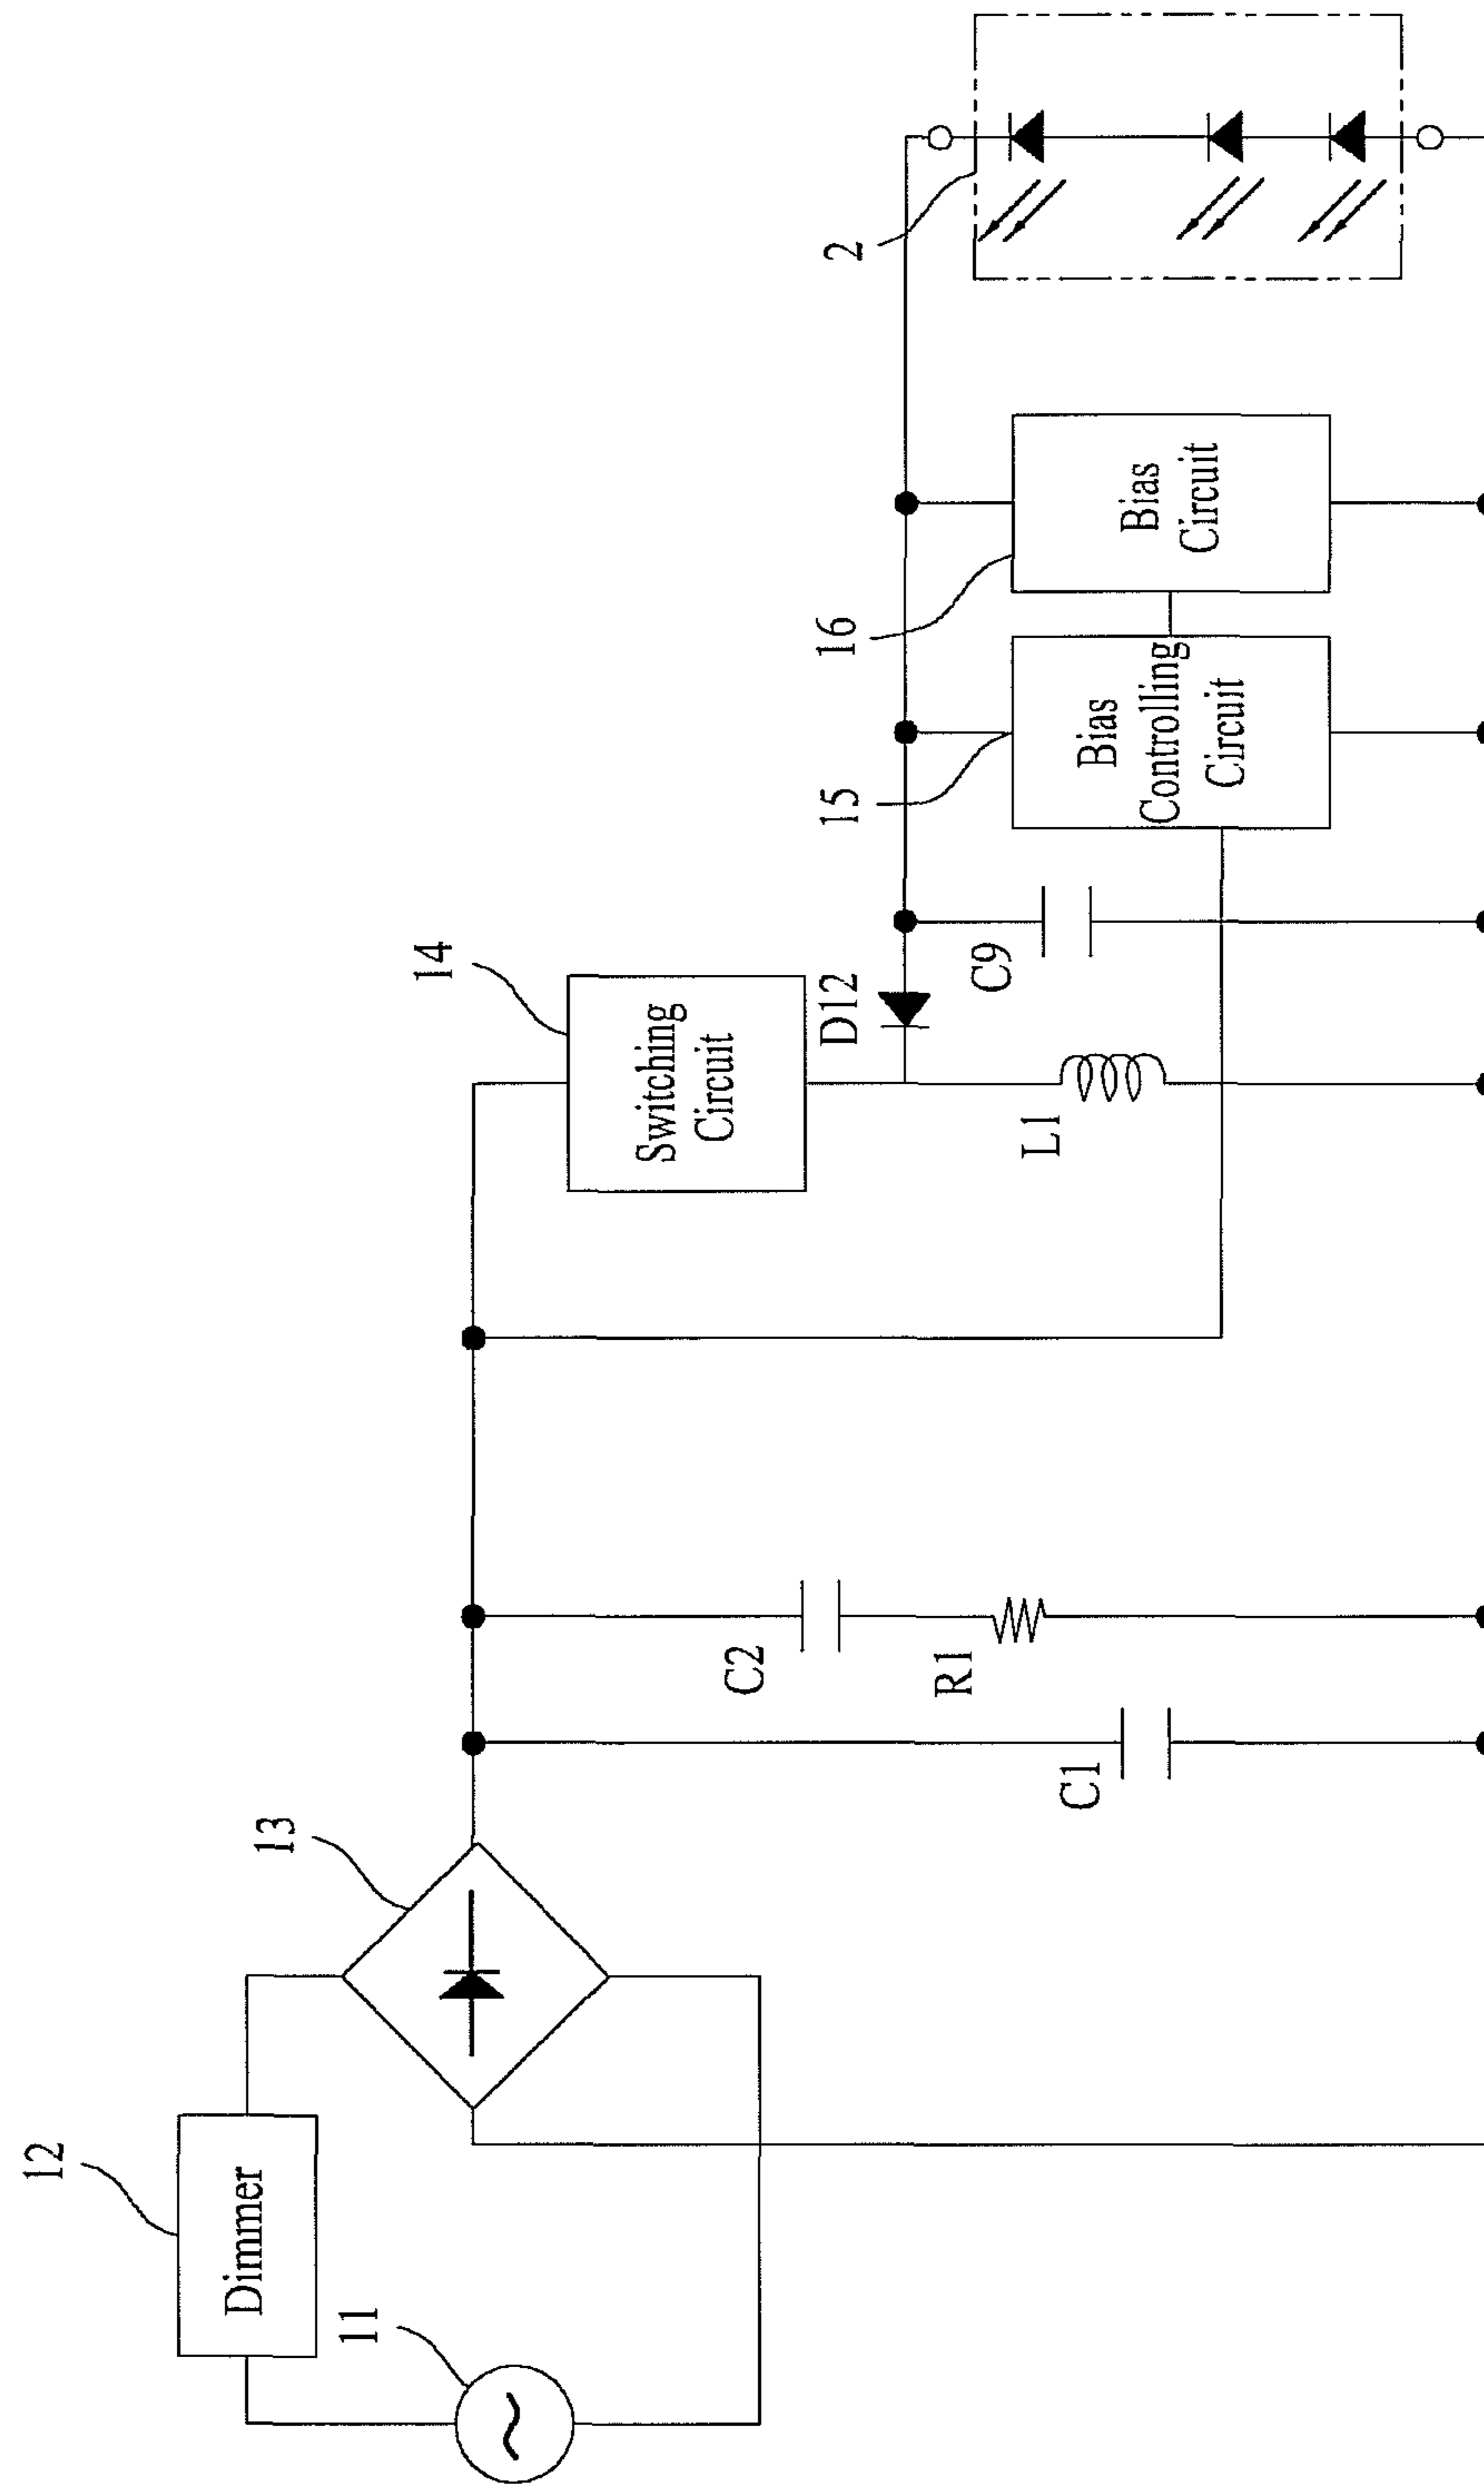 12
Dimmer
11
13
C1
C2
R1
14
Switching
Circuit
L1
D12
C9
15
Bias
Controlling
Circuit
16
Bias
Circuit
2